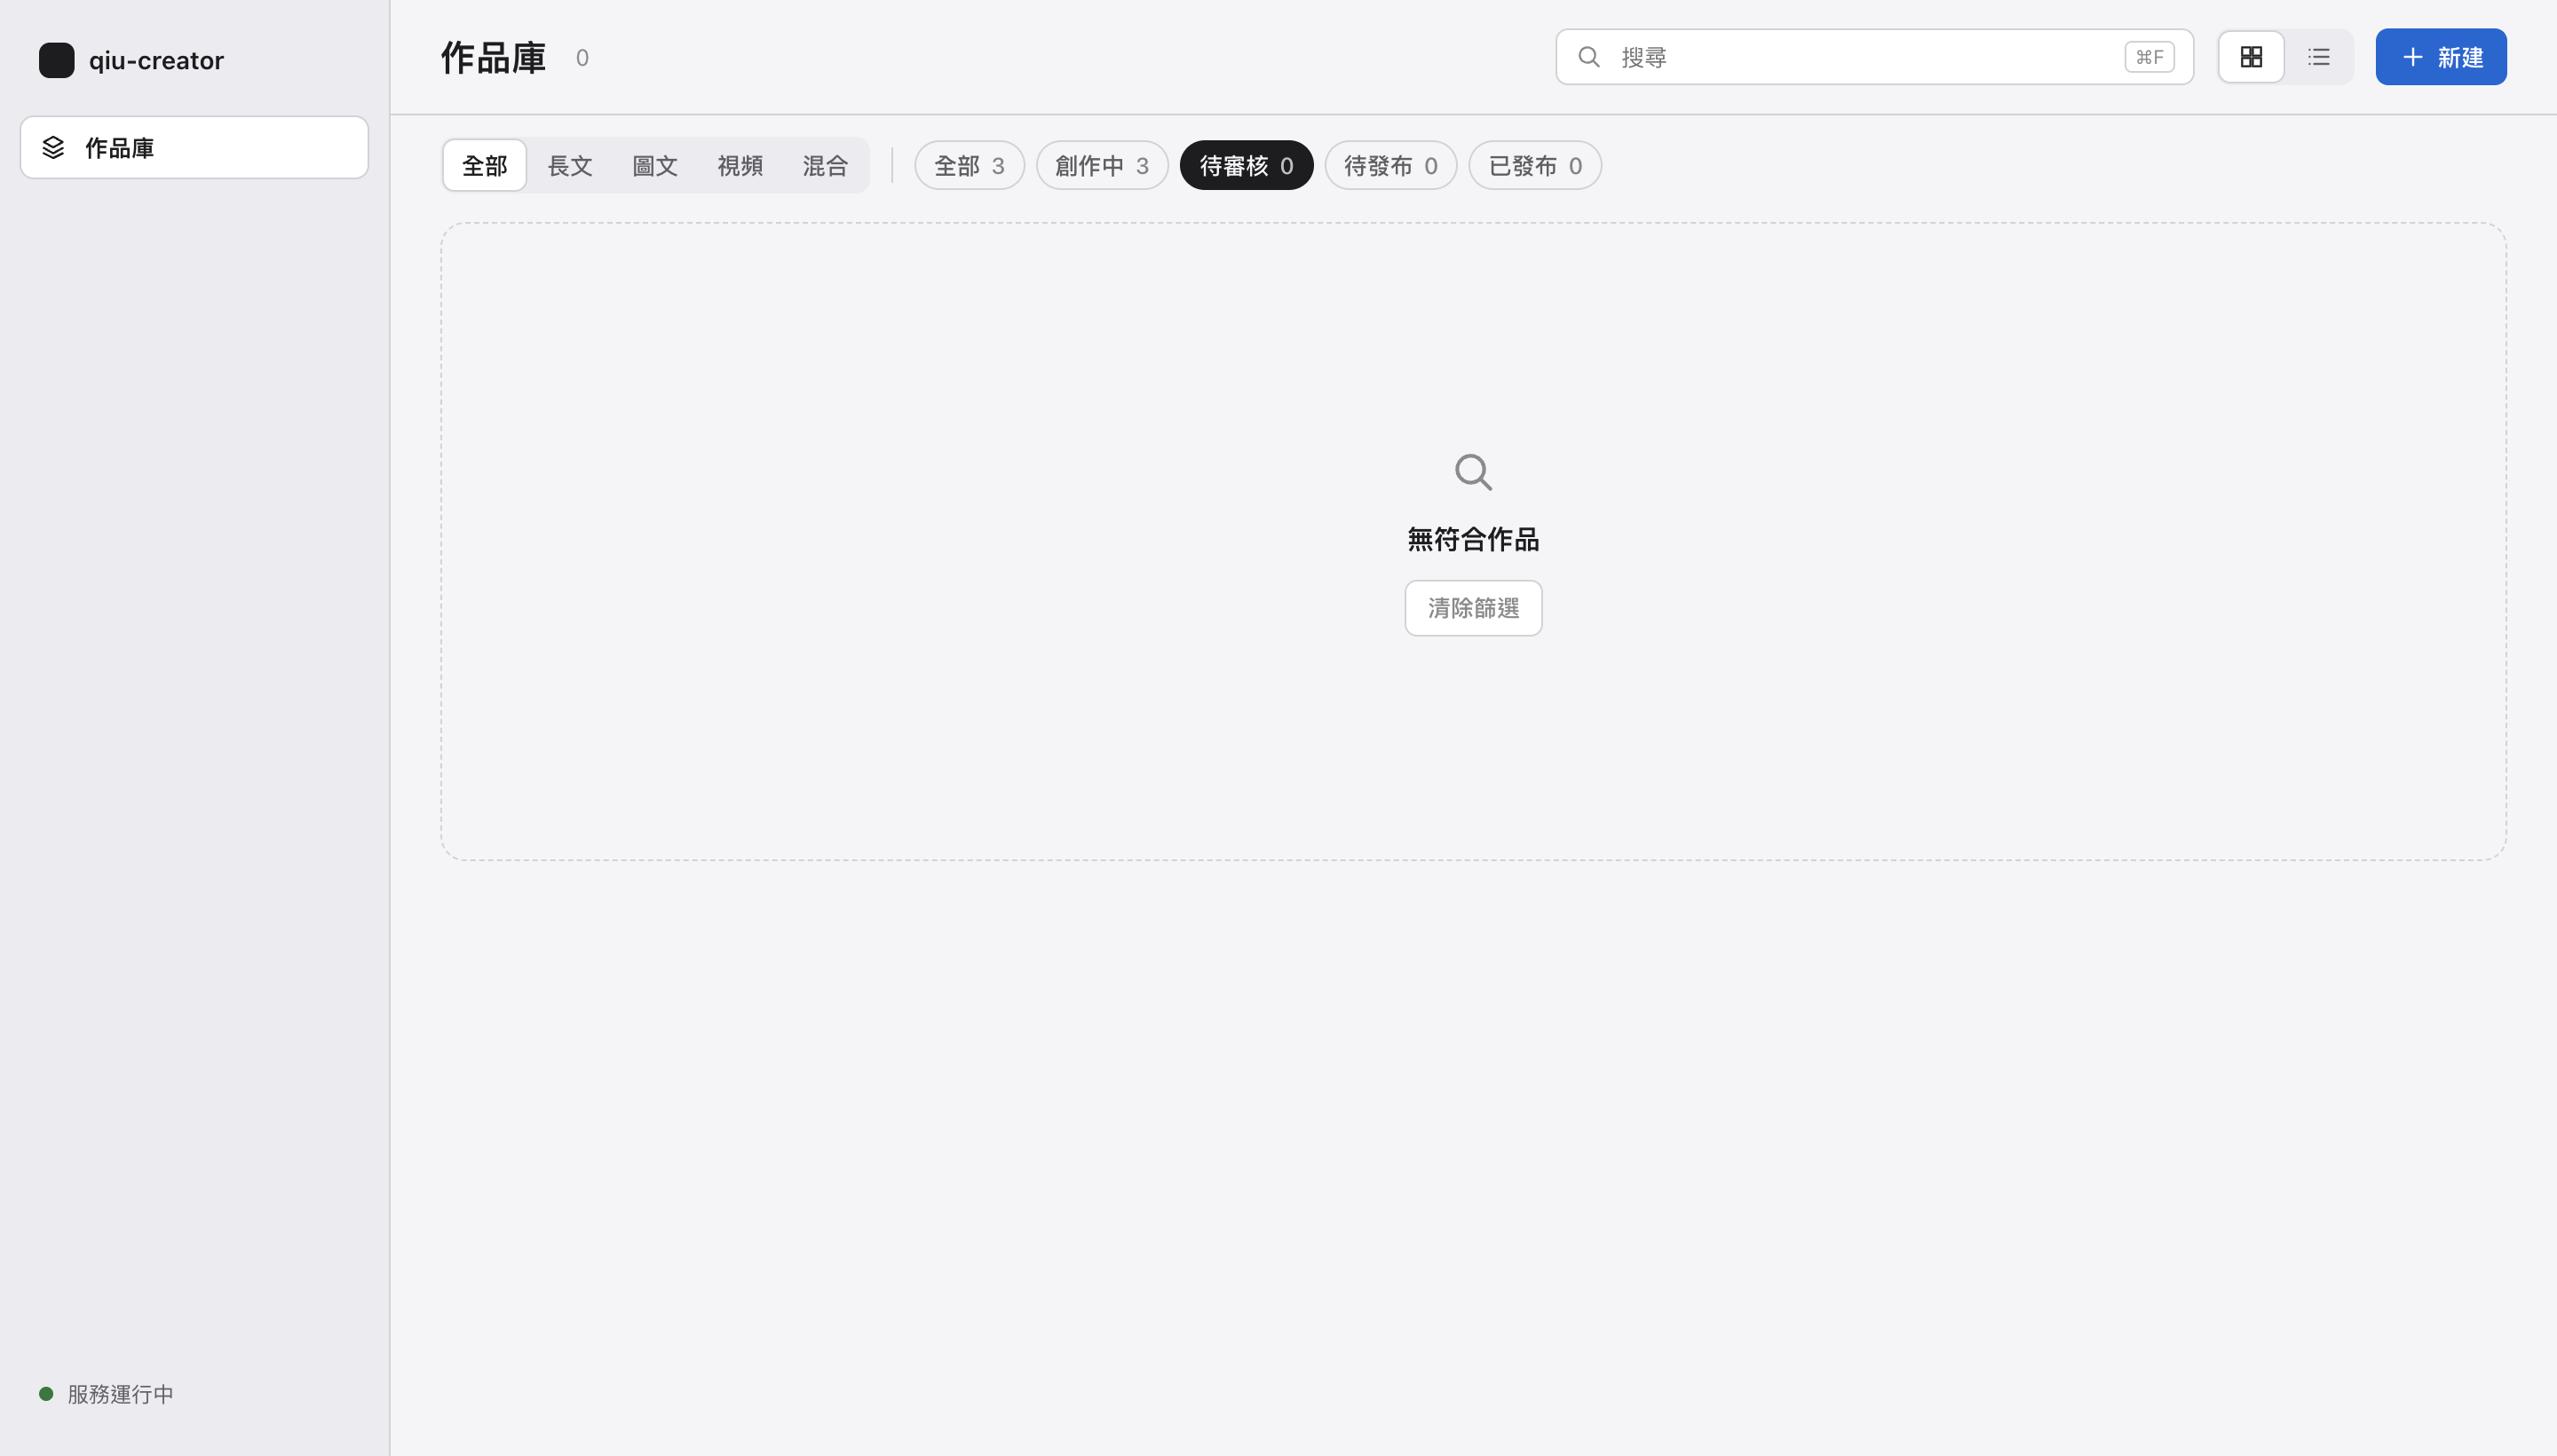 qiu-creator
作品庫
服務運行中
作品庫 0
搜尋 ⌘F
新建
全部 長文 圖文 視頻 混合
全部 3 創作中 3 待審核 0 待發布 0 已發布 0
無符合作品
清除篩選